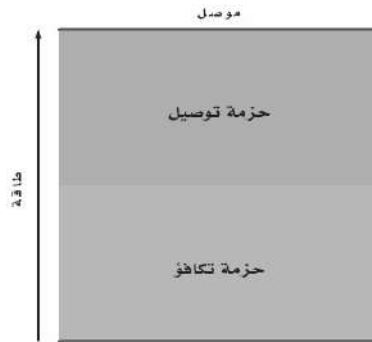 موصل
حزمة توصيل
طاقة
حزمة تكافؤ